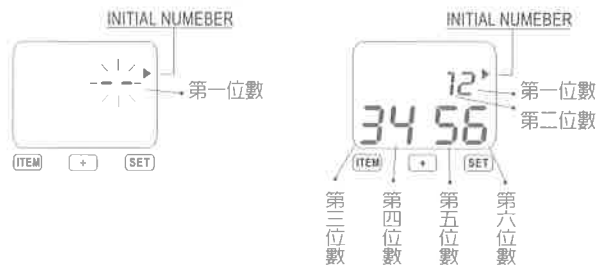 INITIAL NUMEBER
第一位數
ITEM
+
SET
INITIAL NUMEBER
12
第一位數
第二位數
34 56
ITEM
+
SET
第三位數
第四位數
第五位數
第六位數